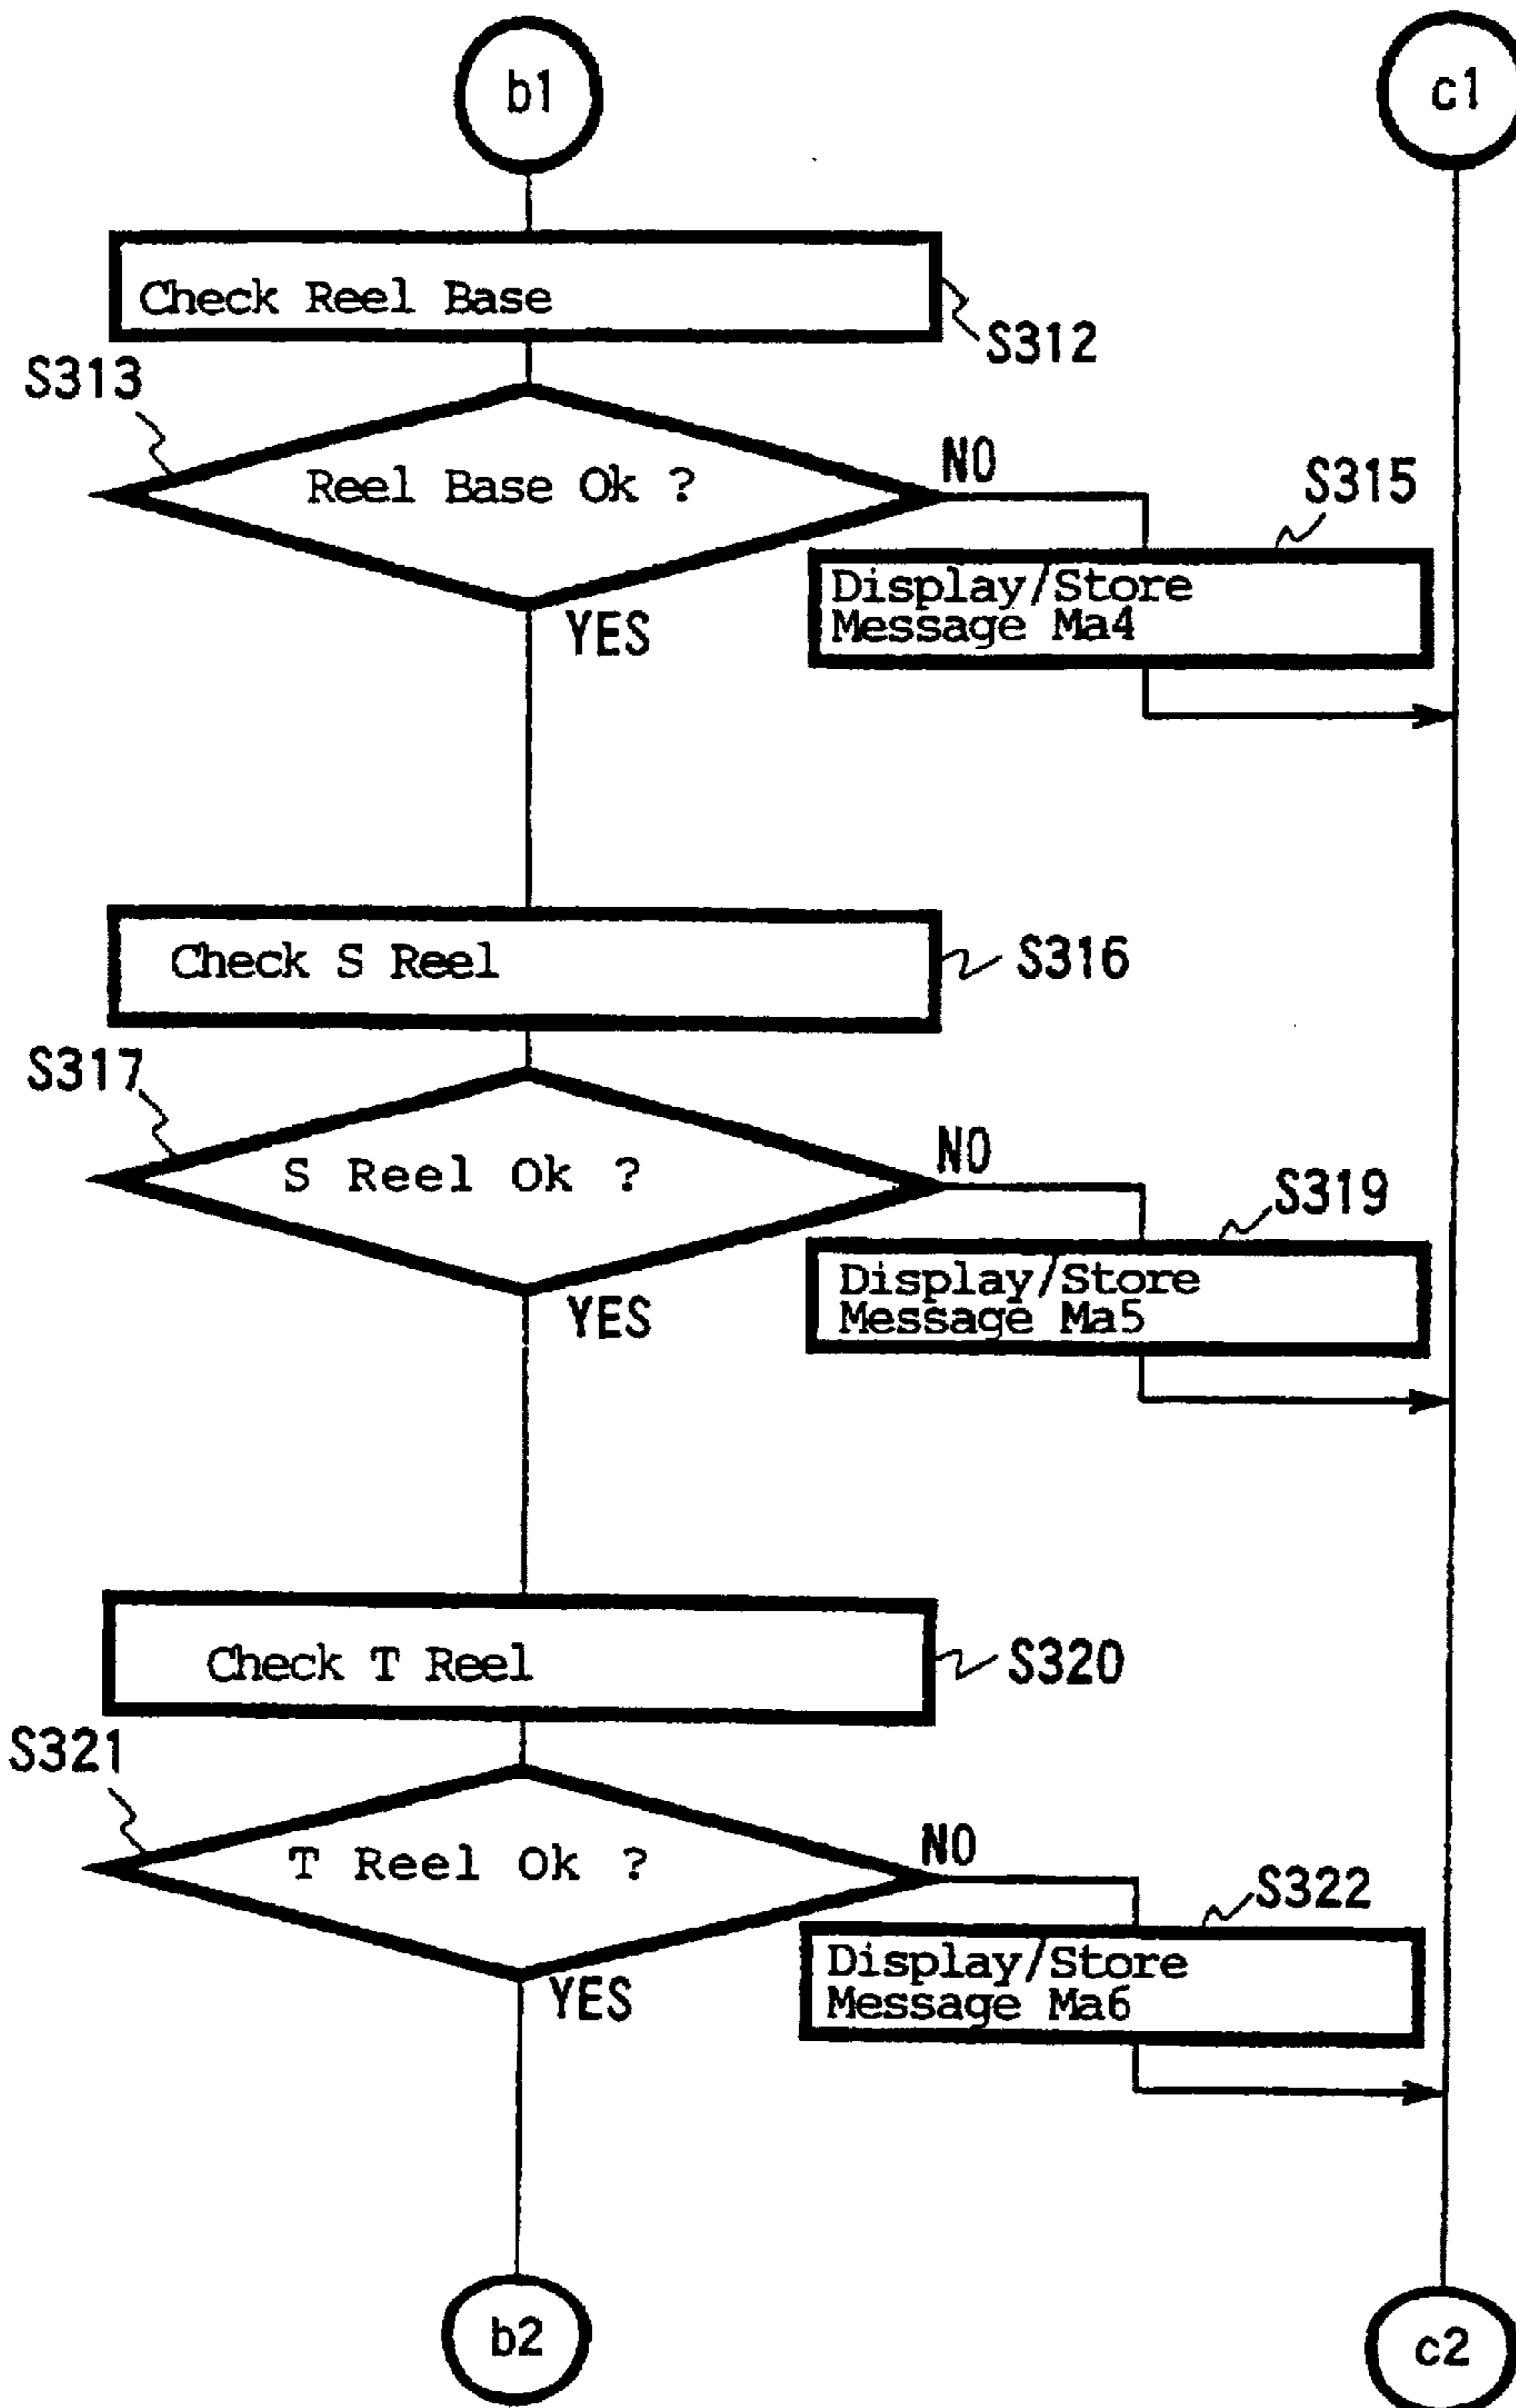 b1
c1
Check Reel Base
S312
S313
Reel Base Ok ?
NO
S315
Display/Store
Message Ma4
YES
Check S Reel
S316
S317
S Reel Ok ?
NO
S319
Display/Store
Message Ma5
YES
Check T Reel
S320
S321
T Reel Ok ?
NO
S322
Display/Store
Message Ma6
YES
b2
c2